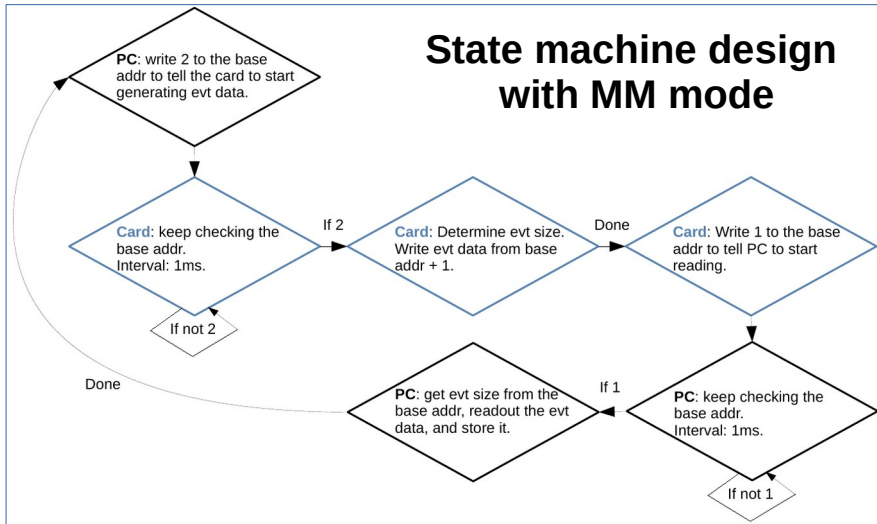 State machine design
with MM mode
PC: write 2 to the base
addr to tell the card to start
generating evt data.
Card: keep checking the
base addr.
Interval: 1ms.
If not 2
If 2
Card: Determine evt size.
Write evt data from base
addr + 1.
Done
Card: Write 1 to the base
addr to tell PC to start
reading.
PC: keep checking the
base addr.
Interval: 1ms.
If not 1
If 1
PC: get evt size from the
base addr, readout the evt
data, and store it.
Done